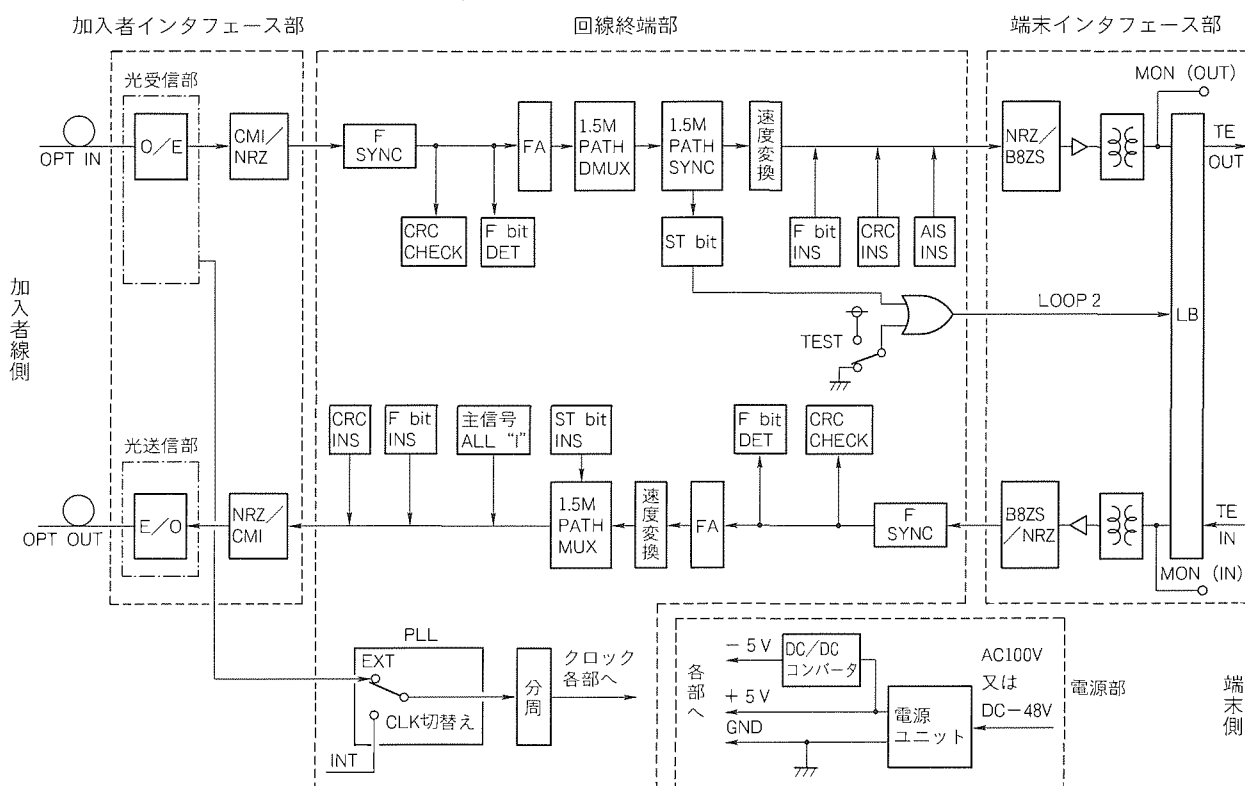 加入者インタフェース部
回線終端部
端末インタフェース部
光受信部
MON (OUT)
OPT IN
O/E
CMI/
NRZ
F
SYNC
FA
1.5M
PATH
DMUX
1.5M
PATH
SYNC
速度変換
NRZ/
B8ZS
TE
OUT
CRC
CHECK
F bit
DET
ST bit
F bit
INS
CRC
INS
AIS
INS
加入者線側
LOOP 2
LB
TEST
光送信部
CRC
INS
F bit
INS
主信号
ALL “1”
ST bit
INS
F bit
DET
CRC
CHECK
OPT OUT
E/O
NRZ/
CMI
1.5M
PATH
MUX
速度変換
FA
F
SYNC
B8ZS
/NRZ
TE
IN
MON (IN)
PLL
EXT
CLK切替え
INT
分周
クロック
各部へ
各部へ
－5V
＋5V
GND
DC/DC
コンバータ
電源
ユニット
AC100V
又は
DC－48V
電源部
端末側